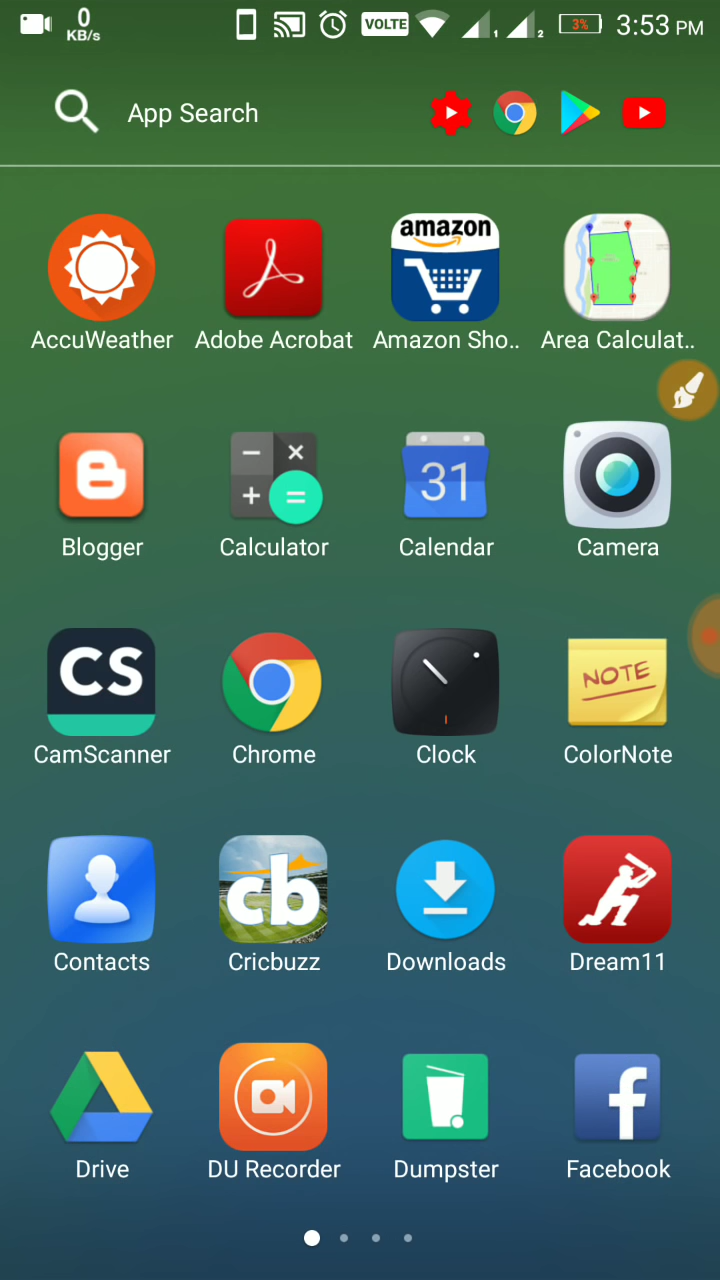 0 KB/s VOLTE 1 2 3% 3:53 PM
App Search
amazon
AccuWeather Adobe Acrobat Amazon Sho.. Area Calculat..
31
Blogger Calculator Calendar Camera
CS NOTE
CamScanner Chrome Clock ColorNote
cb
Contacts Cricbuzz Downloads Dream11
f
Drive DU Recorder Dumpster Facebook